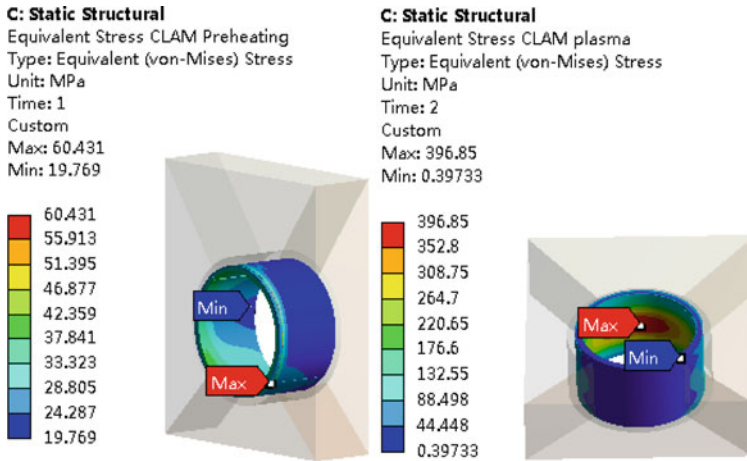 C: Static Structural
Equivalent Stress CLAM Preheating
Type: Equivalent (von-Mises) Stress
Unit: MPa
Time: 1
Custom
Max: 60.431
Min: 19.769
60.431
55.913
51.395
46.877
42.359
37.841
33.323
28.805
24.287
19.769
Min
Max
C: Static Structural
Equivalent Stress CLAM plasma
Type: Equivalent (von-Mises) Stress
Unit: MPa
Time: 2
Custom
Max: 396.85
Min: 0.39733
396.85
352.8
308.75
264.7
220.65
176.6
132.55
88.498
44.448
0.39733
Max
Min